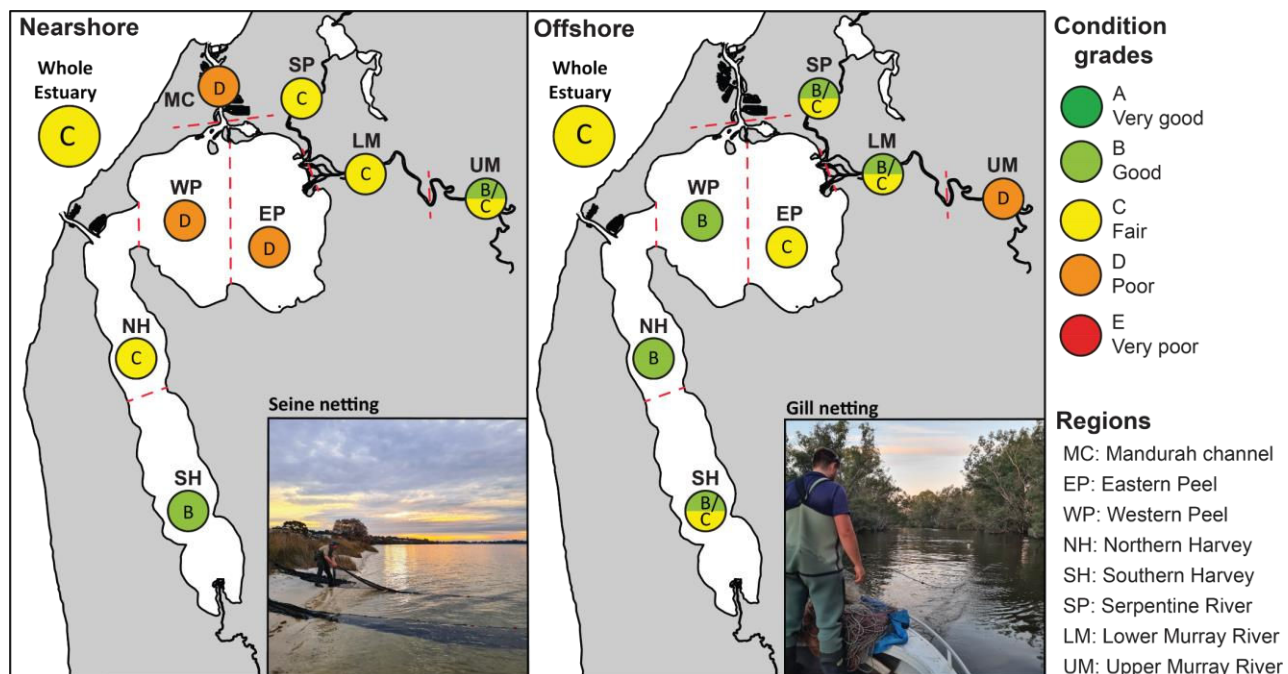 Nearshore
Whole
Estuary
C
MC
D
SP
C
LM
C
UM
B/
C
WP
D
EP
D
NH
C
SH
B
Seine netting
Offshore
Whole
Estuary
C
SP
B/
C
LM
B/
C
UM
D
WP
B
EP
C
NH
B
SH
B/
C
Gill netting
Condition
grades
A
Very good
B
Good
C
Fair
D
Poor
E
Very poor
Regions
MC: Mandurah channel
EP: Eastern Peel
WP: Western Peel
NH: Northern Harvey
SH: Southern Harvey
SP: Serpentine River
LM: Lower Murray River
UM: Upper Murray River